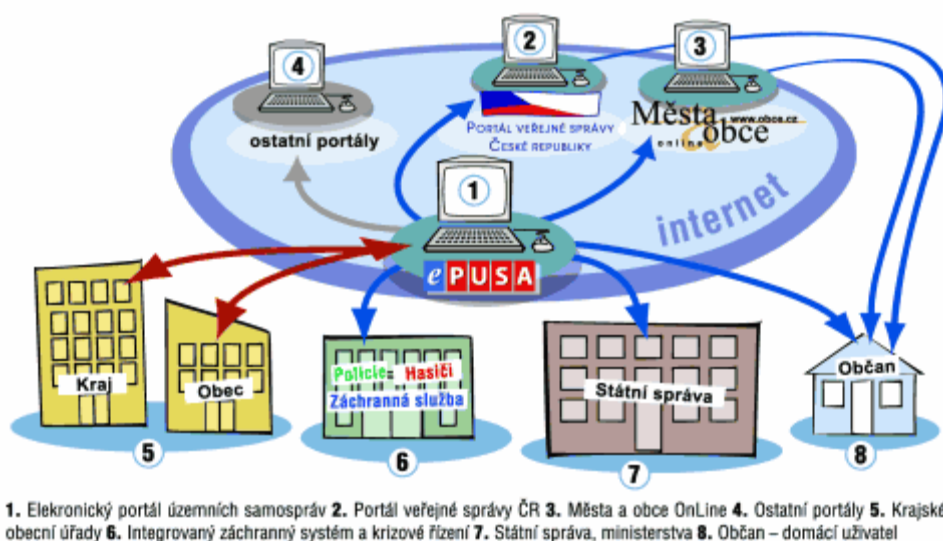 2
3
4
ostatní portály
PORTÁL VEŘEJNÉ SPRÁVY
ČESKÉ REPUBLIKY
Města
www.obce.cz
obce
online
1
internet
ePUSA
Kraj
Obec
Policie Hasiči
Záchranná služba
Státní správa
Občan
5
6
7
8
1. Elekronický portál územních samospráv 2. Portál veřejné správy ČR 3. Města a obce OnLine 4. Ostatní portály 5. Krajské
obecní úřady 6. Integrovaný záchranný systém a krizové řízení 7. Státní správa, ministerstva 8. Občan – domácí uživatel